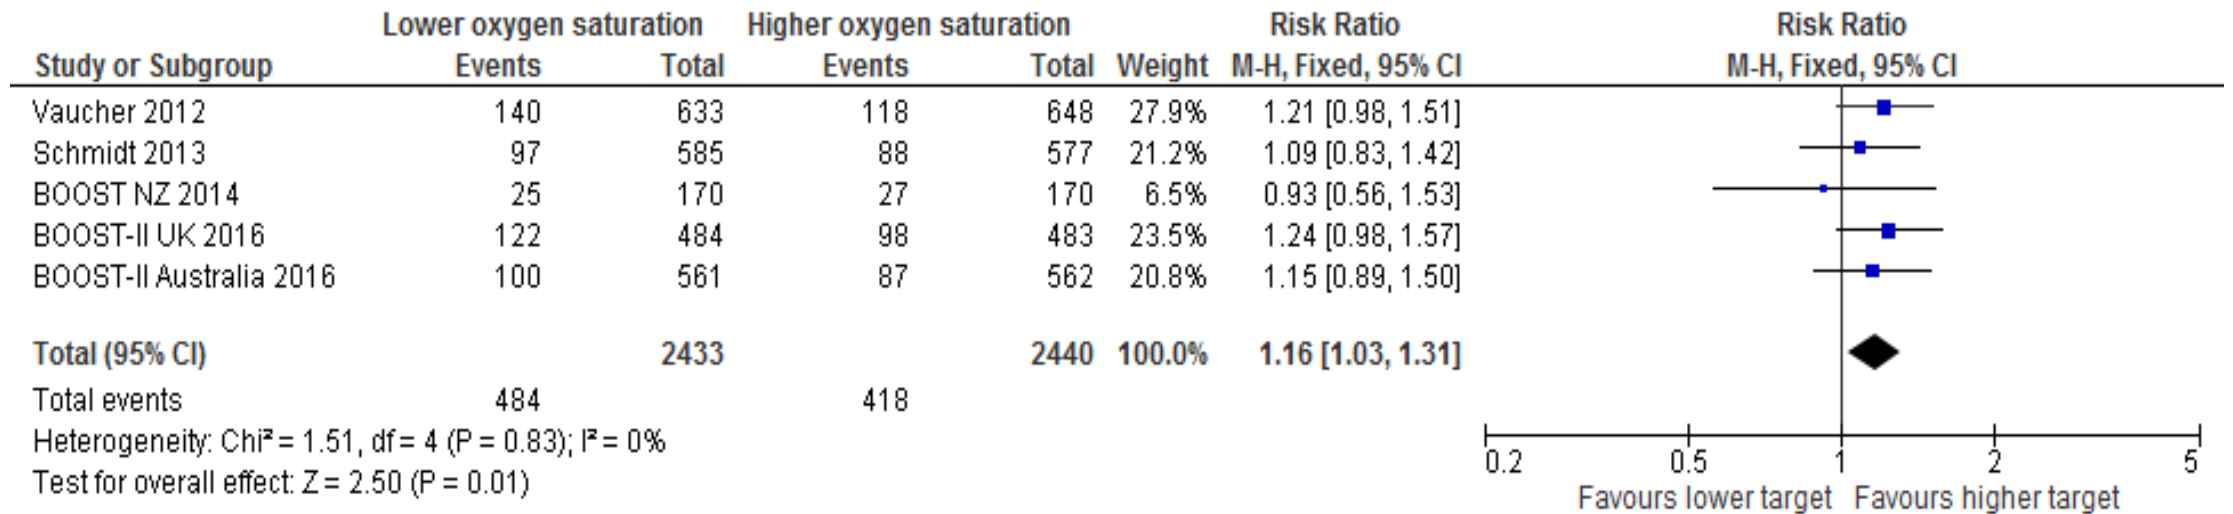 Lower oxygen saturation Higher oxygen saturation Risk Ratio Risk Ratio
Study or Subgroup Events Total Events Total Weight M-H, Fixed, 95% CI M-H, Fixed, 95% CI
Vaucher 2012 140 633 118 648 27.9% 1.21 [0.98, 1.51]
Schmidt 2013 97 585 88 577 21.2% 1.09 [0.83, 1.42]
BOOST NZ 2014 25 170 27 170 6.5% 0.93 [0.56, 1.53]
BOOST-II UK 2016 122 484 98 483 23.5% 1.24 [0.98, 1.57]
BOOST-II Australia 2016 100 561 87 562 20.8% 1.15 [0.89, 1.50]
Total (95% CI) 2433 2440 100.0% 1.16 [1.03, 1.31]
Total events 484 418
Heterogeneity: Chi² = 1.51, df = 4 (P = 0.83); I² = 0%
Test for overall effect: Z = 2.50 (P = 0.01)
0.2 0.5 1 2 5
Favours lower target Favours higher target